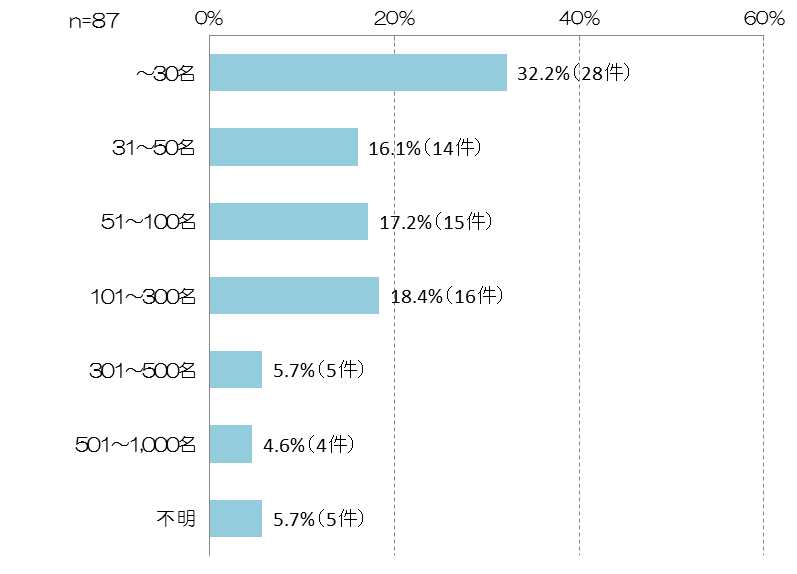 n=87
0% 20% 40% 60%
～30名 32.2%（28件）
31～50名 16.1%（14件）
51～100名 17.2%（15件）
101～300名 18.4%（16件）
301～500名 5.7%（5件）
501～1,000名 4.6%（4件）
不明 5.7%（5件）